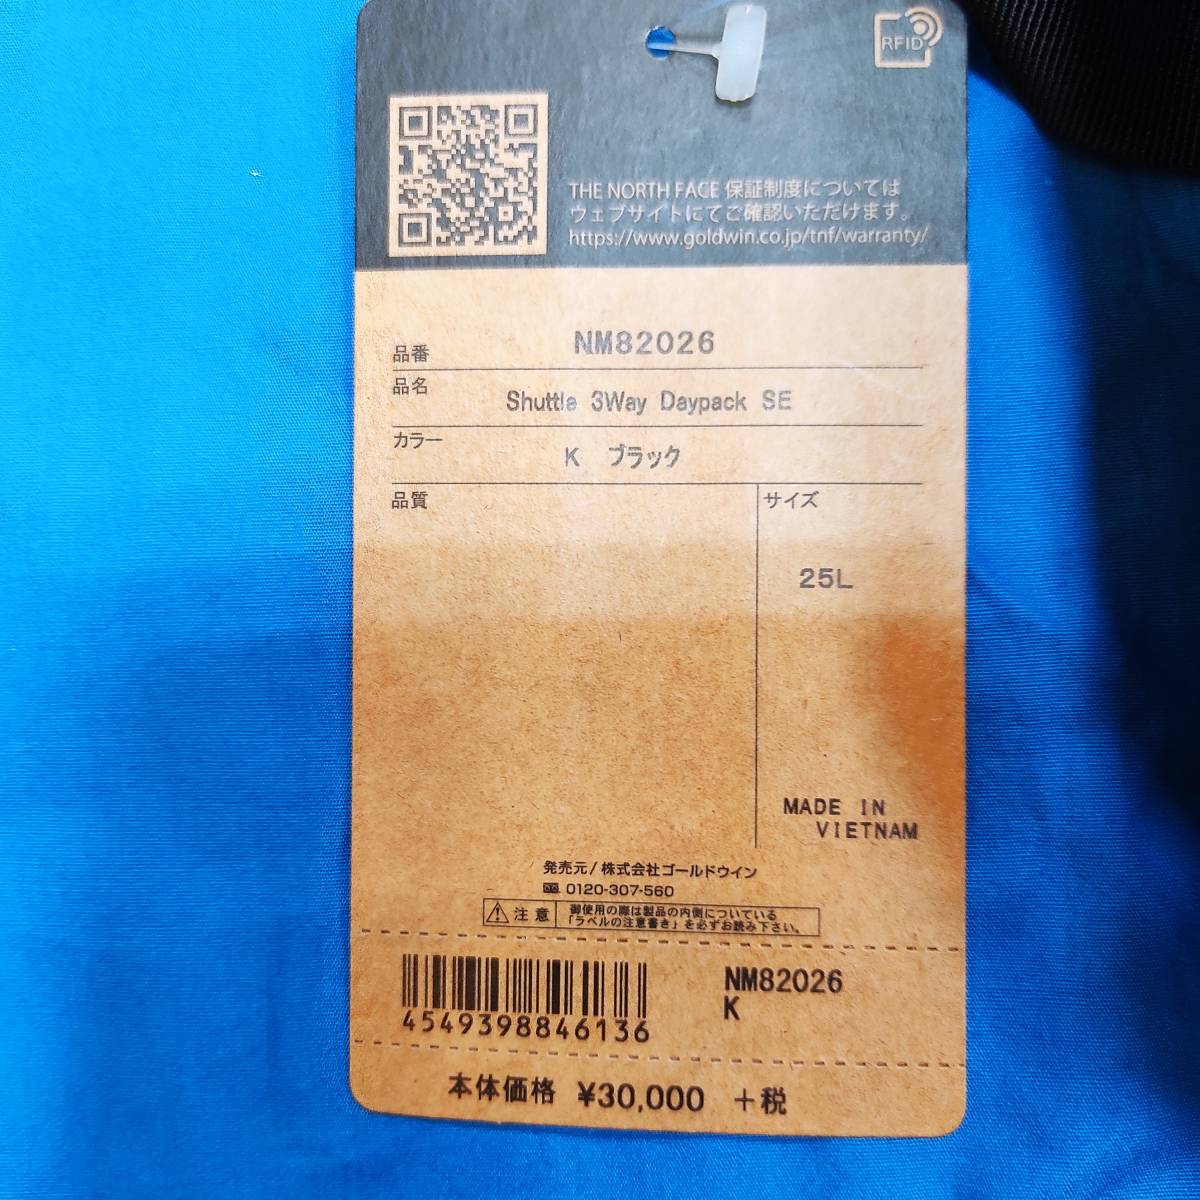 RFID
THE NORTH FACE 保証制度については
ウェブサイトにてご確認いただけます。
https://www.goldwin.co.jp/tnf/warranty/
品番 NM82026
品名 Shuttle 3Way Daypack SE
カラー K ブラック
品質
サイズ
25L
MADE IN
VIETNAM
発売元/株式会社ゴールドウイン
0120-307-560
注意
御使用の際は製品の内側についている
「ラベルの注意書き」を必ずお読み下さい。
4549398846136
NM82026
K
本体価格 ¥30,000 +税